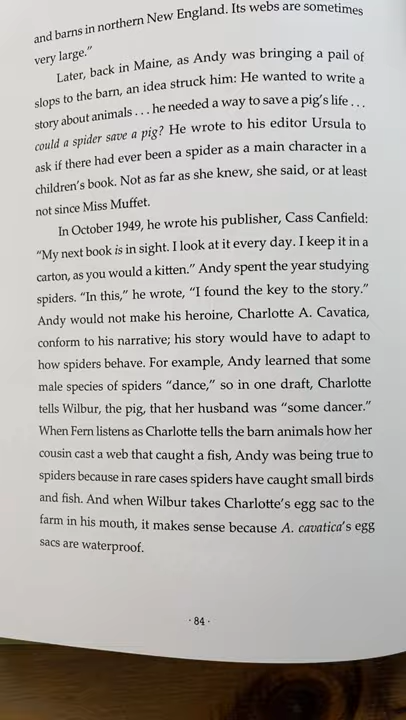 and barns in northern New England. Its webs are sometimes
very large.”
Later, back in Maine, as Andy was bringing a pail of
slops to the barn, an idea struck him: He wanted to write a
story about animals . . . he needed a way to save a pig’s life . . .
could a spider save a pig? He wrote to his editor Ursula to
ask if there had ever been a spider as a main character in a
children’s book. Not as far as she knew, she said, or at least
not since Miss Muffet.
In October 1949, he wrote his publisher, Cass Canfield:
“My next book is in sight. I look at it every day. I keep it in a
carton, as you would a kitten.” Andy spent the year studying
spiders. “In this,” he wrote, “I found the key to the story.”
Andy would not make his heroine, Charlotte A. Cavatica,
conform to his narrative; his story would have to adapt to
how spiders behave. For example, Andy learned that some
male species of spiders “dance,” so in one draft, Charlotte
tells Wilbur, the pig, that her husband was “some dancer.”
When Fern listens as Charlotte tells the barn animals how her
cousin cast a web that caught a fish, Andy was being true to
spiders because in rare cases spiders have caught small birds
and fish. And when Wilbur takes Charlotte’s egg sac to the
farm in his mouth, it makes sense because A. cavatica’s egg
sacs are waterproof.
· 84 ·